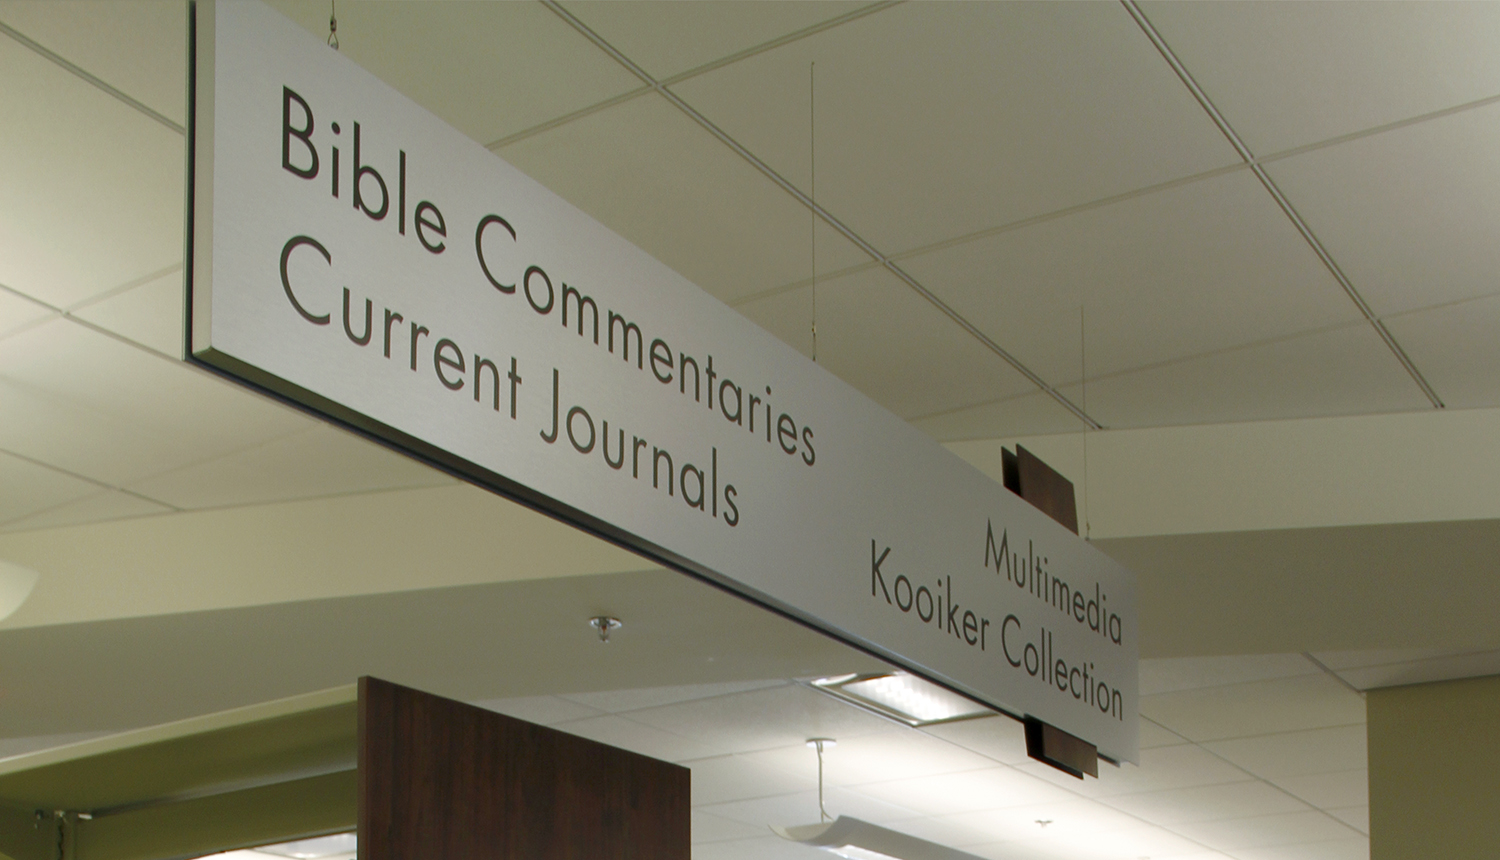 Bible Commentaries
Current Journals
Multimedia
Kooiker Collection